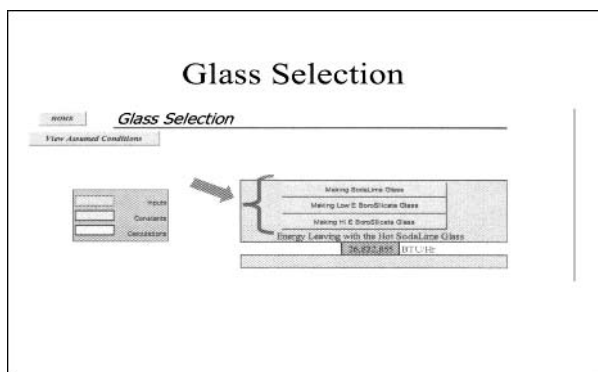 Glass Selection
HOME
Glass Selection
View Assumed Conditions
Inputs
Constants
Calculations
Making SodaLime Glass
Making Low E BoroSilicate Glass
Making Hi E BoroSilicate Glass
Energy Leaving with the Hot SodaLime Glass
26,832,855 BTU/Hr